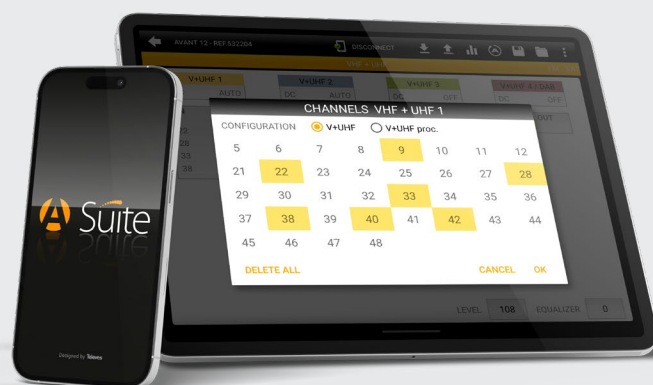 AVANT 12 - REF.532204
DISCONNECT
VHF + UHF
V+UHF 1
V+UHF 2
V+UHF 3
V+UHF 4 / DAB
AUTO
DC AUTO
DC OFF
DC OFF
OUT
CHANNELS VHF + UHF 1
CONFIGURATION V+UHF V+UHF proc.
5 6 7 8 9 10 11 12
21 22 23 24 25 26 27 28
29 30 31 32 33 34 35 36
37 38 39 40 41 42 43 44
45 46 47 48
DELETE ALL CANCEL OK
LEVEL 108 EQUALIZER 0
Suite
Designed by Televes